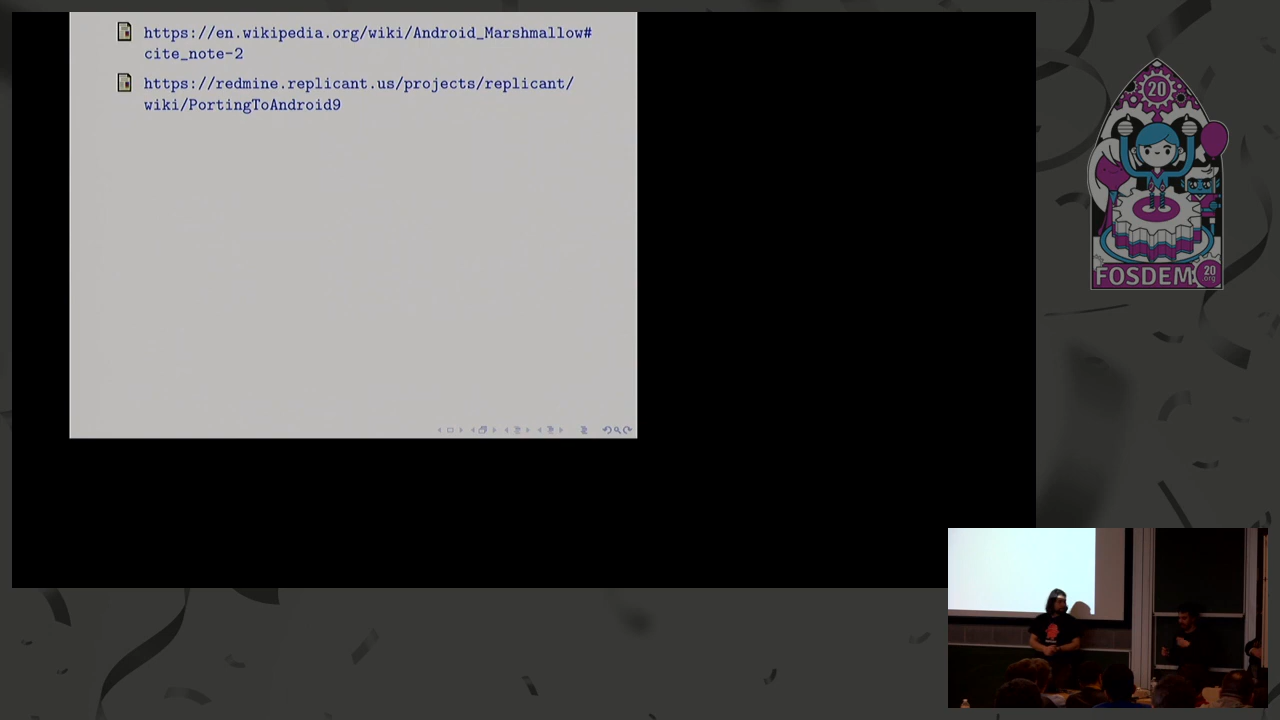 https://en.wikipedia.org/wiki/Android_Marshmallow#
cite_note-2
https://redmine.replicant.us/projects/replicant/
wiki/PortingToAndroid9
20
FOSDEM
20
.org